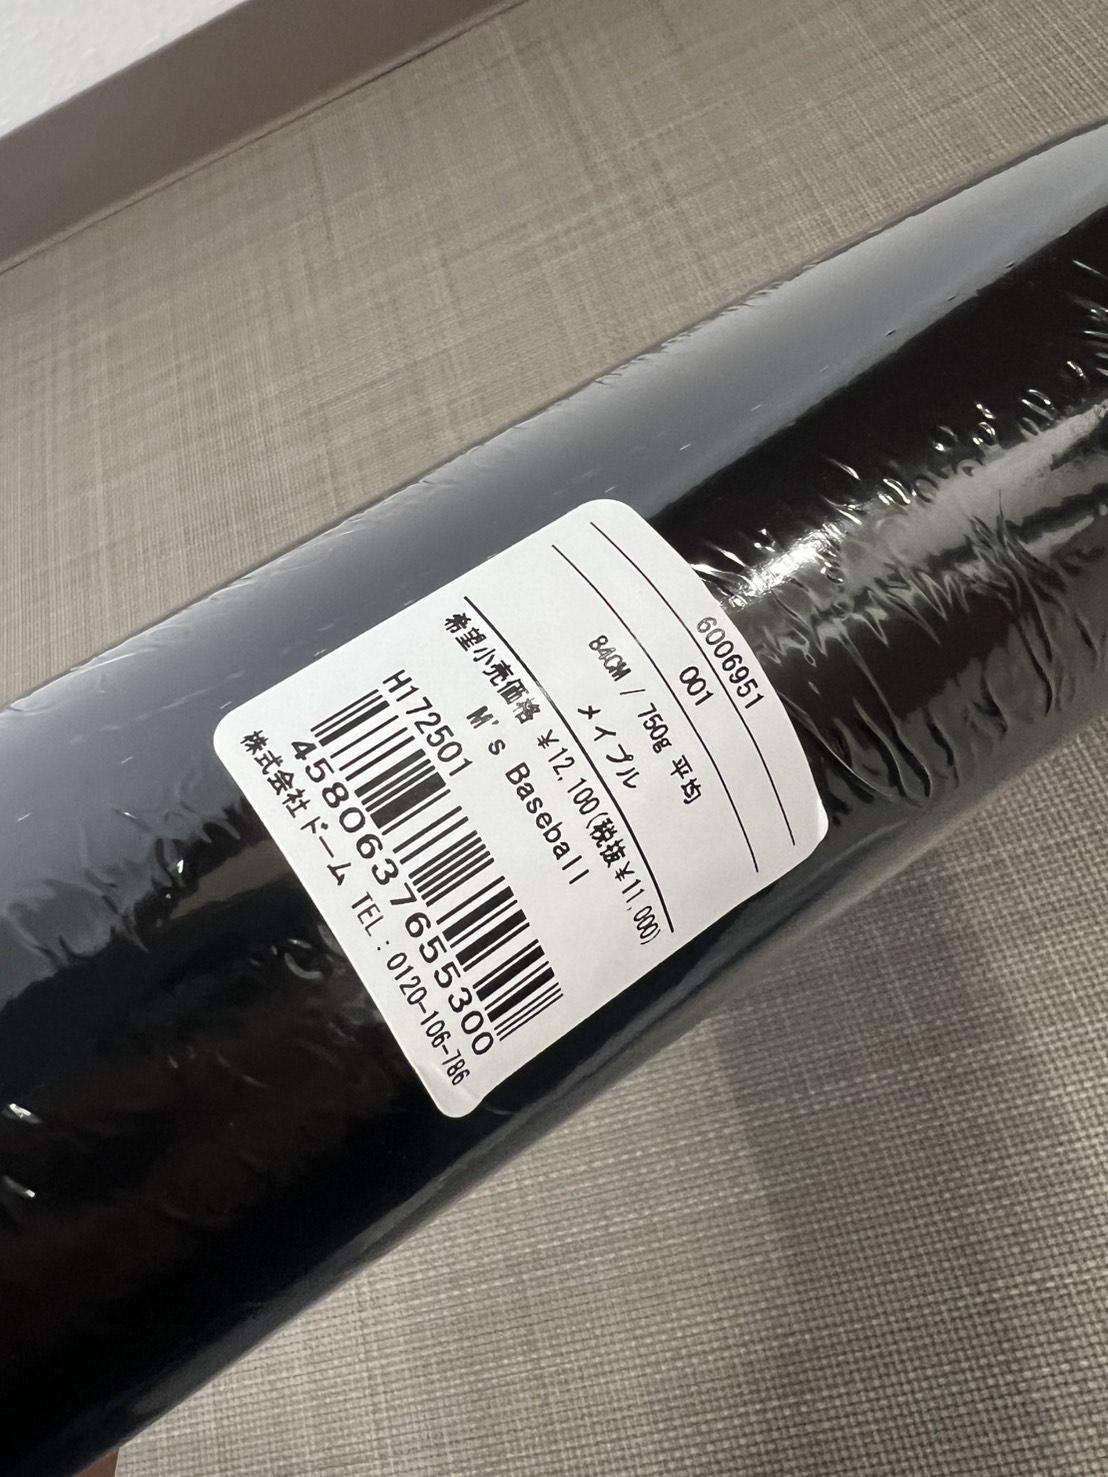 6006951
001
84CM / 750g 平均
メイプル
希望小売価格 ¥12,100(税抜¥11,000)
M's Baseball
H172501
4580637655300
株式会社ドーム TEL:0120-106-786